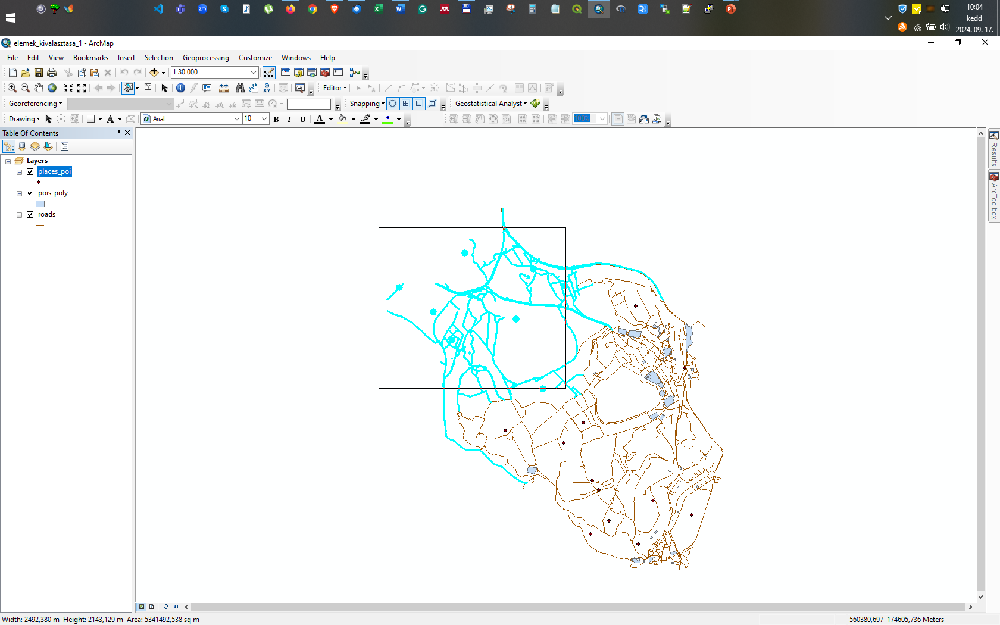 10:04
kedd
2024. 09. 17.
elemek_kivalasztasa_1 - ArcMap
File Edit View Bookmarks Insert Selection Geoprocessing Customize Windows Help
1:30 000
Editor
Georeferencing
Snapping
Geostatistical Analyst
Drawing
Arial
10
B I U A
100%
Table Of Contents
Layers
places_poi
pois_poly
roads
Results
ArcToolbox
Width: 2492,380 m Height: 2143,129 m Area: 5341492,538 sq m
560380,697 174605,736 Meters